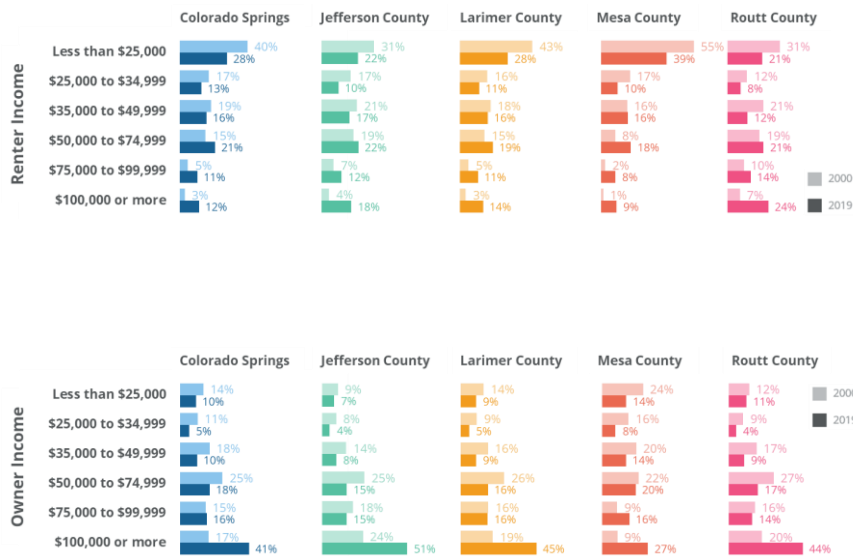 Colorado Springs Jefferson County Larimer County Mesa County Routt County
Renter Income
Less than $25,000 40% 31% 43% 55% 31%
28% 22% 28% 39% 21%
$25,000 to $34,999 17% 17% 16% 17% 12%
13% 10% 11% 10% 8%
$35,000 to $49,999 19% 21% 18% 16% 21%
16% 17% 16% 16% 12%
$50,000 to $74,999 15% 19% 15% 8% 19%
21% 22% 19% 18% 21%
$75,000 to $99,999 5% 7% 5% 2% 10%
11% 12% 11% 8% 14%
2000
$100,000 or more 3% 4% 3% 1% 7%
12% 18% 14% 9% 24%
2019
Colorado Springs Jefferson County Larimer County Mesa County Routt County
Owner Income
Less than $25,000 14% 9% 14% 24% 12%
10% 7% 9% 14% 11%
2000
$25,000 to $34,999 11% 8% 9% 16% 9%
5% 4% 5% 8% 4%
2019
$35,000 to $49,999 18% 14% 16% 20% 17%
10% 8% 9% 14% 9%
$50,000 to $74,999 25% 25% 26% 22% 27%
18% 15% 16% 20% 17%
$75,000 to $99,999 15% 18% 16% 9% 16%
16% 15% 16% 16% 14%
$100,000 or more 17% 24% 19% 9% 20%
41% 51% 45% 27% 44%